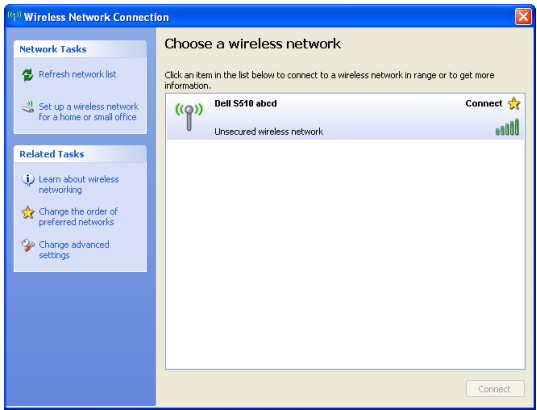 Wireless Network Connection
Network Tasks
Refresh network list
Set up a wireless network
for a home or small office
Related Tasks
Learn about wireless
networking
Change the order of
preferred networks
Change advanced
settings
Choose a wireless network
Click an item in the list below to connect to a wireless network in range or to get more
information.
Dell S510 abcd Connect
Unsecured wireless network
Connect